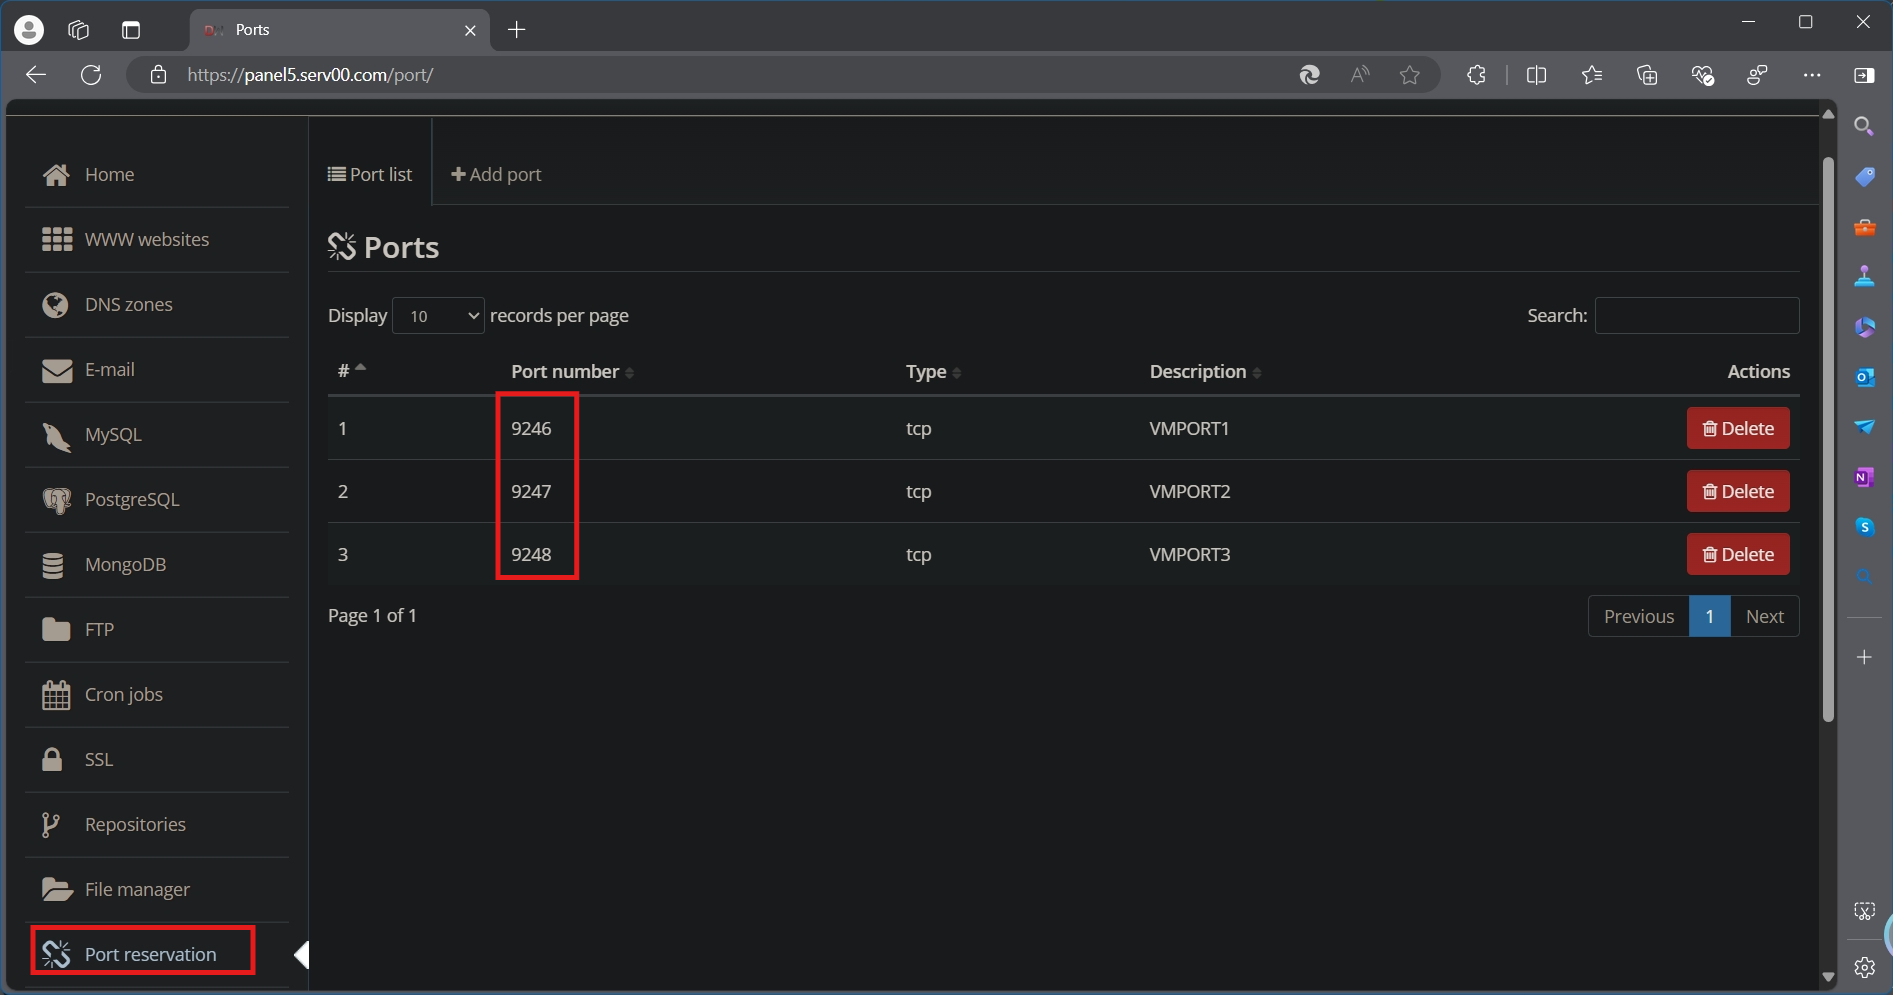 Ports
https://panel5.serv00.com/port/
Home
WWW websites
DNS zones
E-mail
MySQL
PostgreSQL
MongoDB
FTP
Cron jobs
SSL
Repositories
File manager
Port reservation
Port list
Add port
Ports
Display 10 records per page
Search:
# Port number Type Description Actions
1 9246 tcp VMPORT1 Delete
2 9247 tcp VMPORT2 Delete
3 9248 tcp VMPORT3 Delete
Page 1 of 1
Previous 1 Next